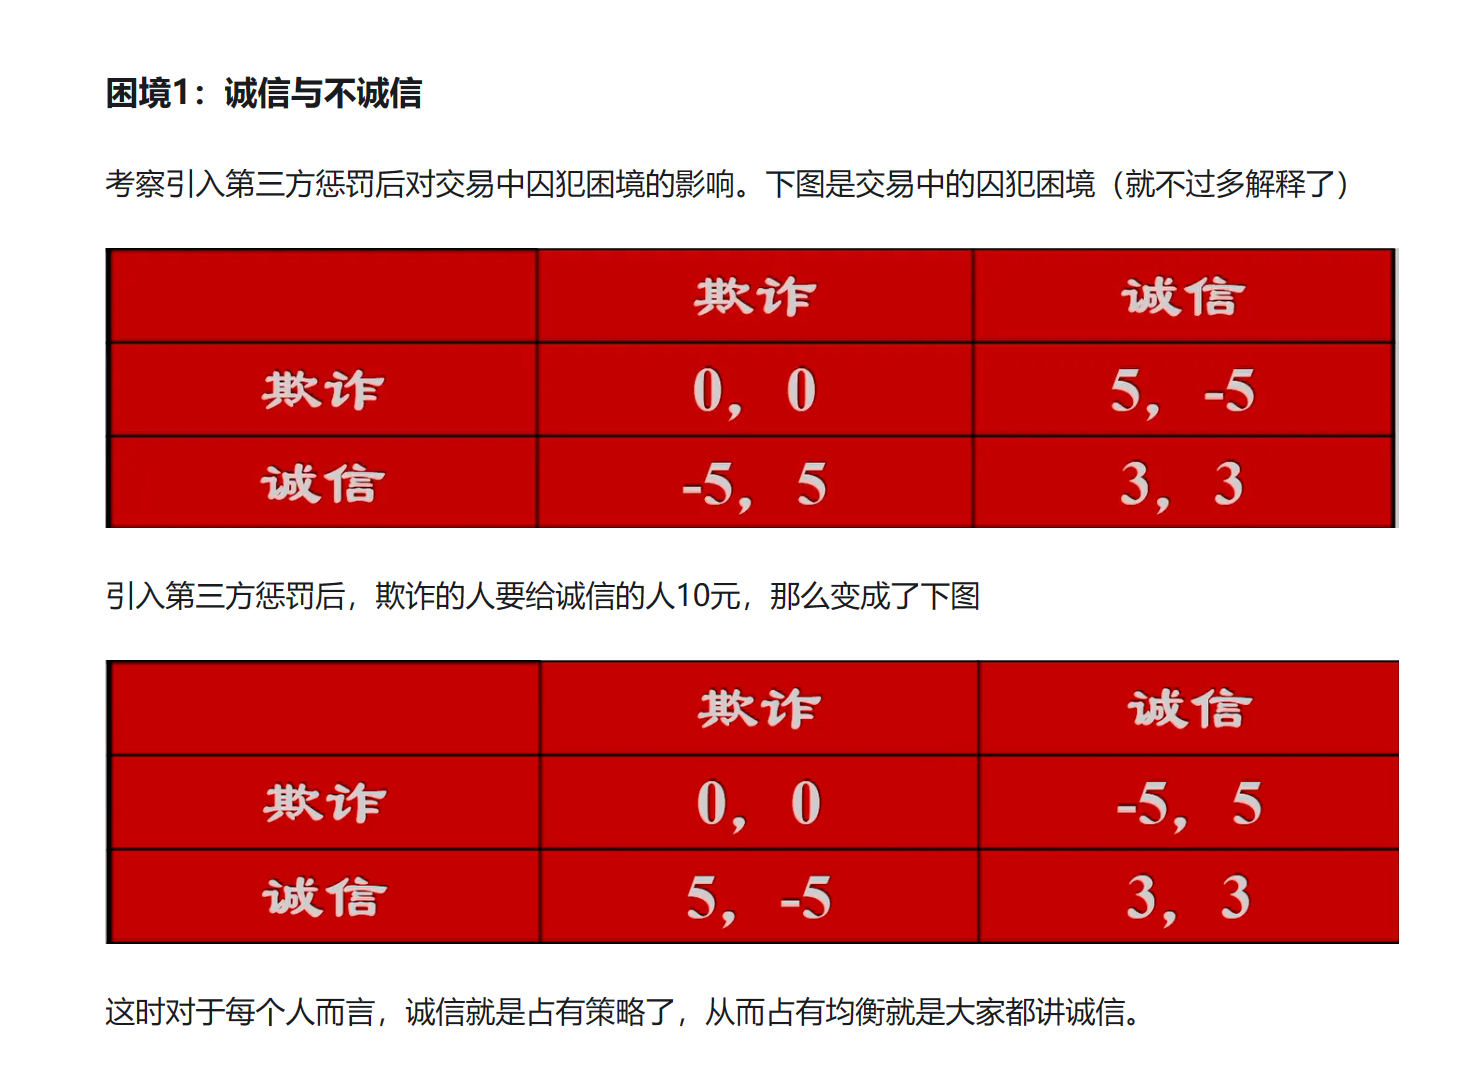 困境1：诚信与不诚信
考察引入第三方惩罚后对交易中囚犯困境的影响。下图是交易中的囚犯困境（就不过多解释了）
欺诈 诚信
欺诈 0，0 5，-5
诚信 -5，5 3，3
引入第三方惩罚后，欺诈的人要给诚信的人10元，那么变成了下图
欺诈 诚信
欺诈 0，0 -5，5
诚信 5，-5 3，3
这时对于每个人而言，诚信就是占有策略了，从而占有均衡就是大家都讲诚信。